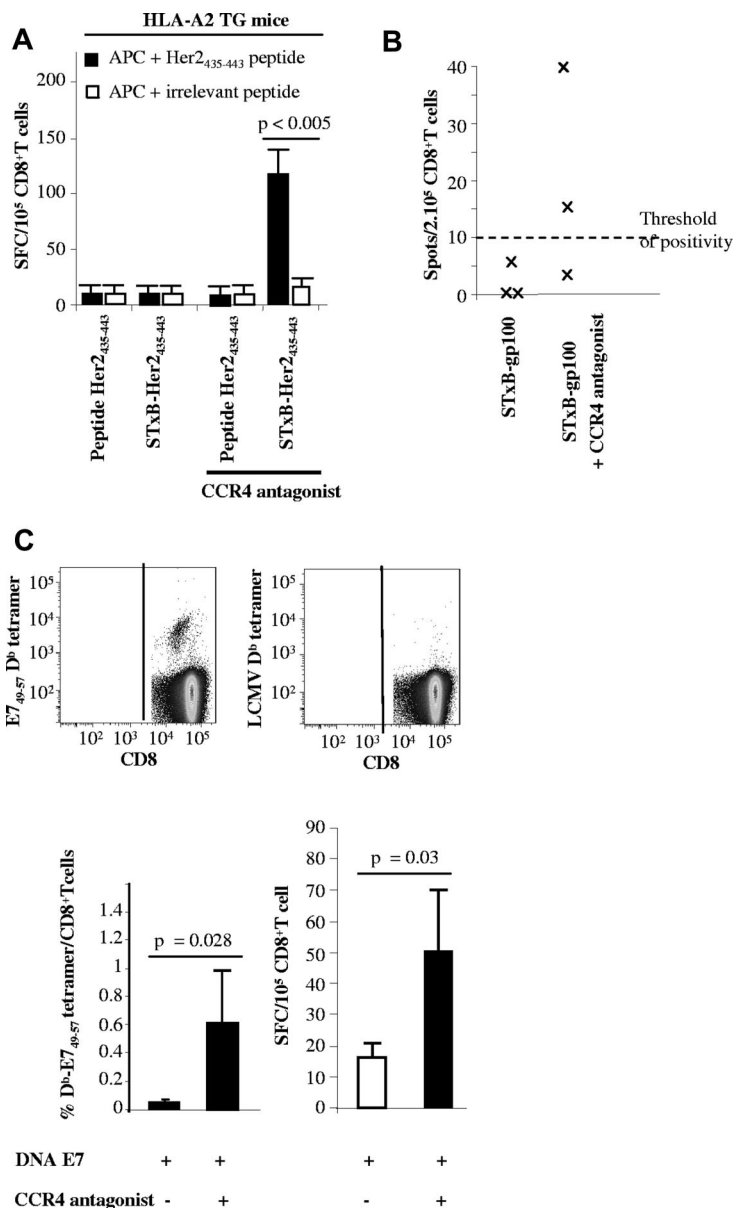 A
HLA-A2 TG mice
APC + Her2435-443 peptide
APC + irrelevant peptide
p < 0.005
SFC/10⁵ CD8⁺T cells
200
150
100
50
0
Peptide Her2435-443
STxB-Her2435-443
Peptide Her2435-443
STxB-Her2435-443
CCR4 antagonist
B
Spots/2.10⁵ CD8⁺T cells
40
30
20
10
0
Threshold
of positivity
STxB-gp100
STxB-gp100
+ CCR4 antagonist
C
E749-57 Dᵇ tetramer
10⁵
10⁴
10³
10²
10² 10³ 10⁴ 10⁵
CD8
LCMV Dᵇ tetramer
10⁵
10⁴
10³
10²
10² 10³ 10⁴ 10⁵
CD8
% Dᵇ-E749-57 tetramer/CD8⁺Tcells
1.4
1.2
1
0.8
0.6
0.4
0.2
0
p = 0.028
SFC/10⁵ CD8⁺T cell
90
80
70
60
50
40
30
20
10
0
p = 0.03
DNA E7 + + + +
CCR4 antagonist - + - +